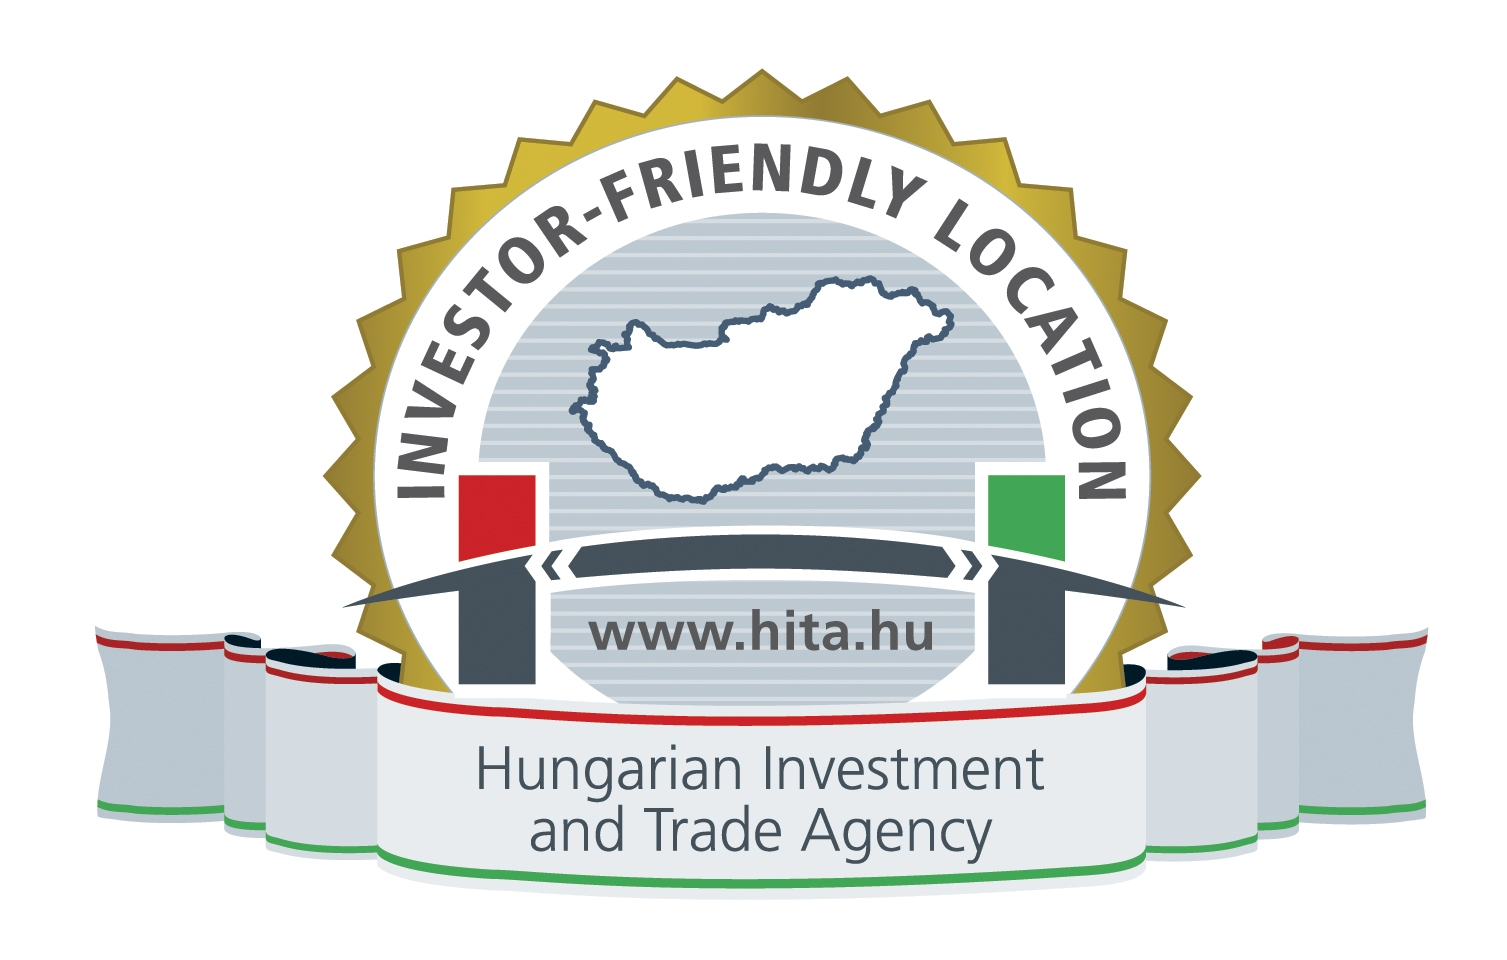 INVESTOR-FRIENDLY LOCATION
www.hita.hu
Hungarian Investment
and Trade Agency